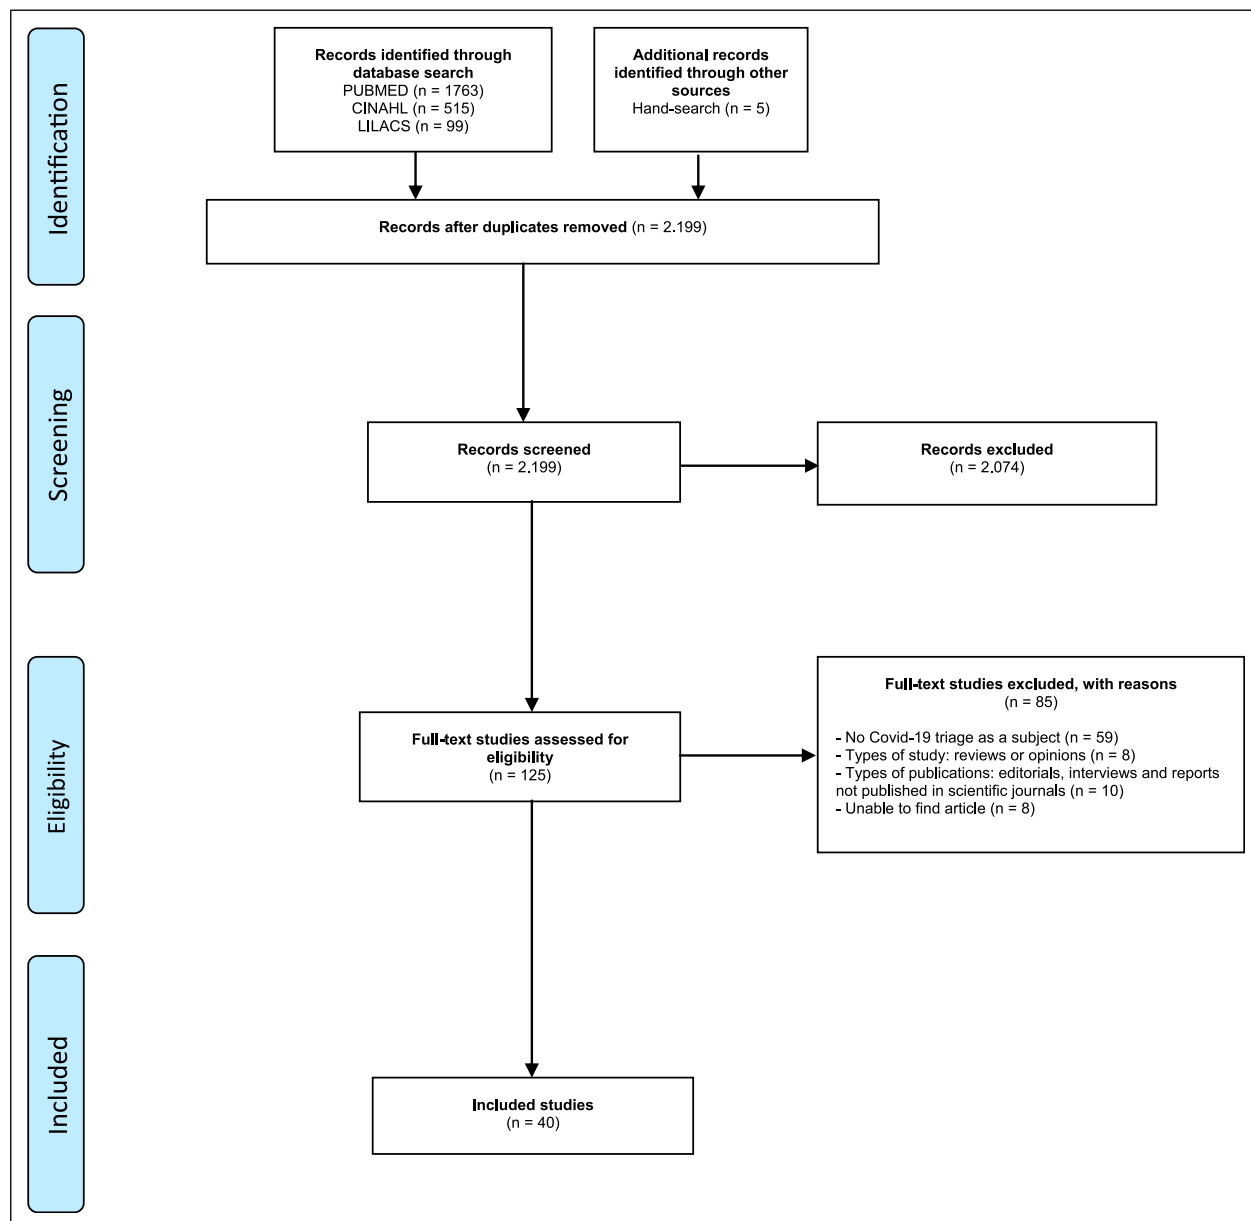 Identification
Records identified through
database search
PUBMED (n = 1763)
CINAHL (n = 515)
LILACS (n = 99)
Additional records
identified through other
sources
Hand-search (n = 5)
Records after duplicates removed (n = 2.199)
Screening
Records screened
(n = 2.199)
Records excluded
(n = 2.074)
Eligibility
Full-text studies assessed for
eligibility
(n = 125)
Full-text studies excluded, with reasons
(n = 85)
- No Covid-19 triage as a subject (n = 59)
- Types of study: reviews or opinions (n = 8)
- Types of publications: editorials, interviews and reports
not published in scientific journals (n = 10)
- Unable to find article (n = 8)
Included
Included studies
(n = 40)